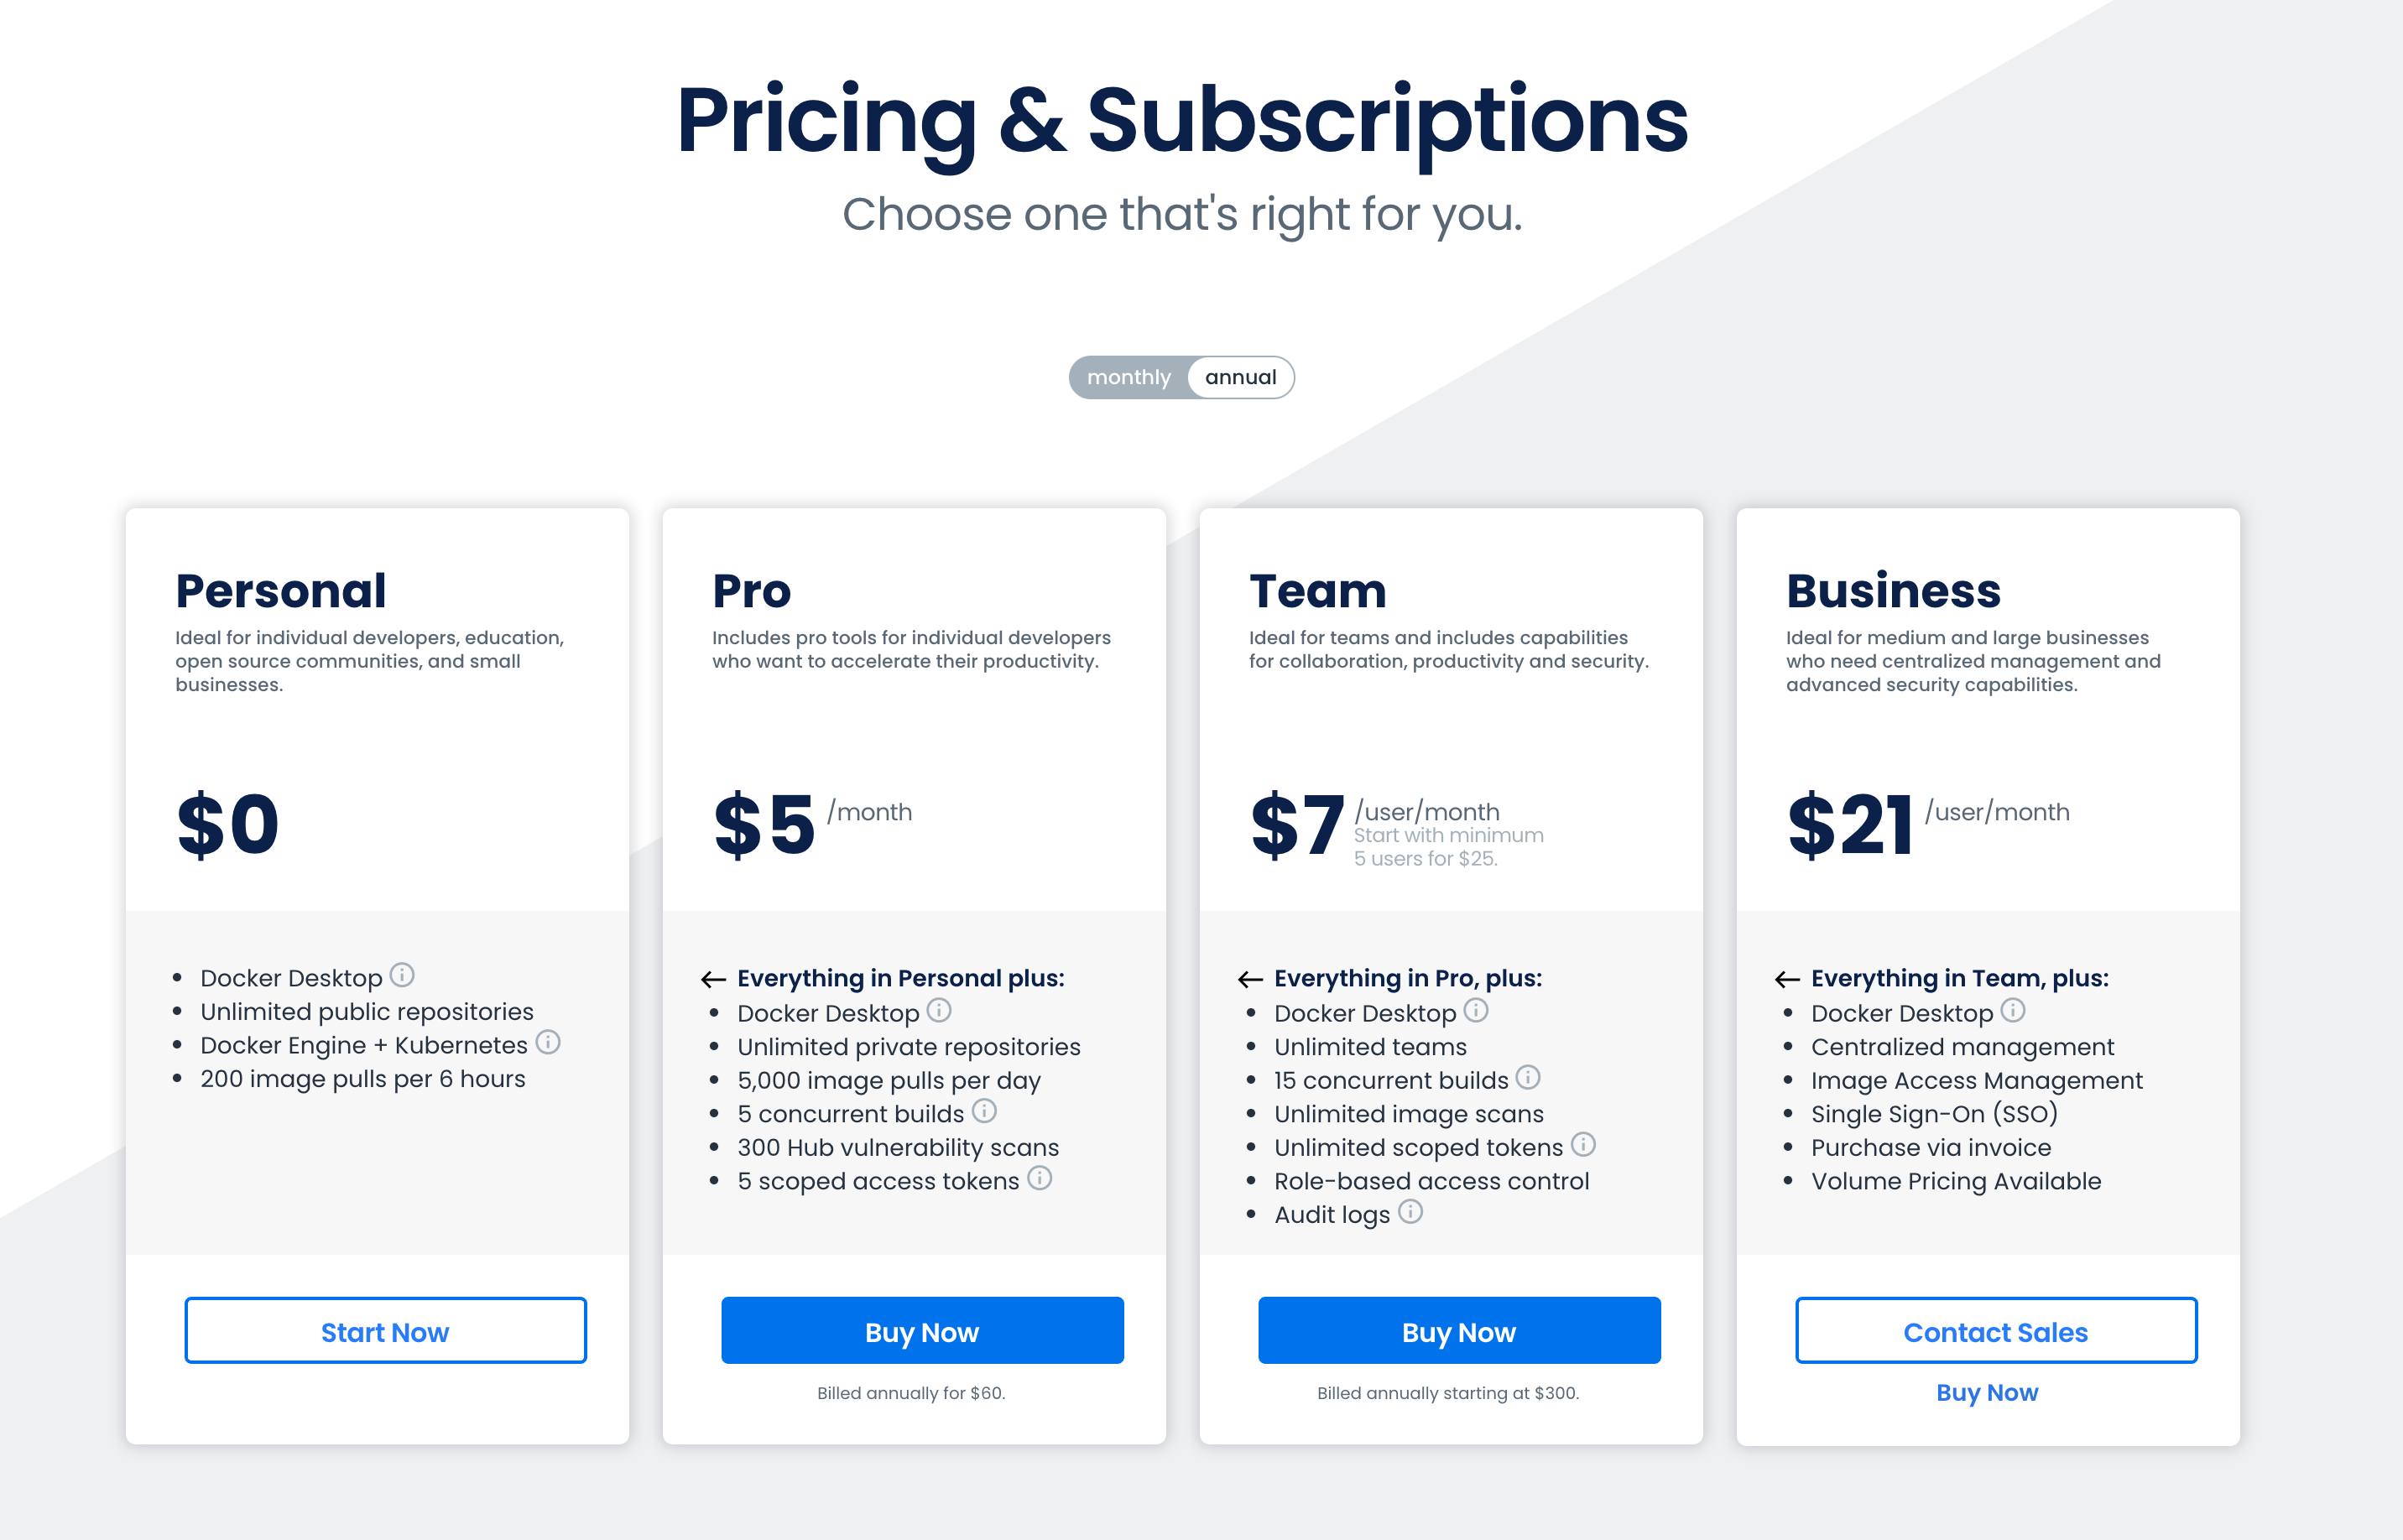 Pricing & Subscriptions
Choose one that's right for you.
monthly annual
Personal
Ideal for individual developers, education,
open source communities, and small
businesses.
$0
Docker Desktop
Unlimited public repositories
Docker Engine + Kubernetes
200 image pulls per 6 hours
Start Now
Pro
Includes pro tools for individual developers
who want to accelerate their productivity.
$5 /month
Everything in Personal plus:
Docker Desktop
Unlimited private repositories
5,000 image pulls per day
5 concurrent builds
300 Hub vulnerability scans
5 scoped access tokens
Buy Now
Billed annually for $60.
Team
Ideal for teams and includes capabilities
for collaboration, productivity and security.
$7 /user/month
Start with minimum
5 users for $25.
Everything in Pro, plus:
Docker Desktop
Unlimited teams
15 concurrent builds
Unlimited image scans
Unlimited scoped tokens
Role-based access control
Audit logs
Buy Now
Billed annually starting at $300.
Business
Ideal for medium and large businesses
who need centralized management and
advanced security capabilities.
$21 /user/month
Everything in Team, plus:
Docker Desktop
Centralized management
Image Access Management
Single Sign-On (SSO)
Purchase via invoice
Volume Pricing Available
Contact Sales
Buy Now